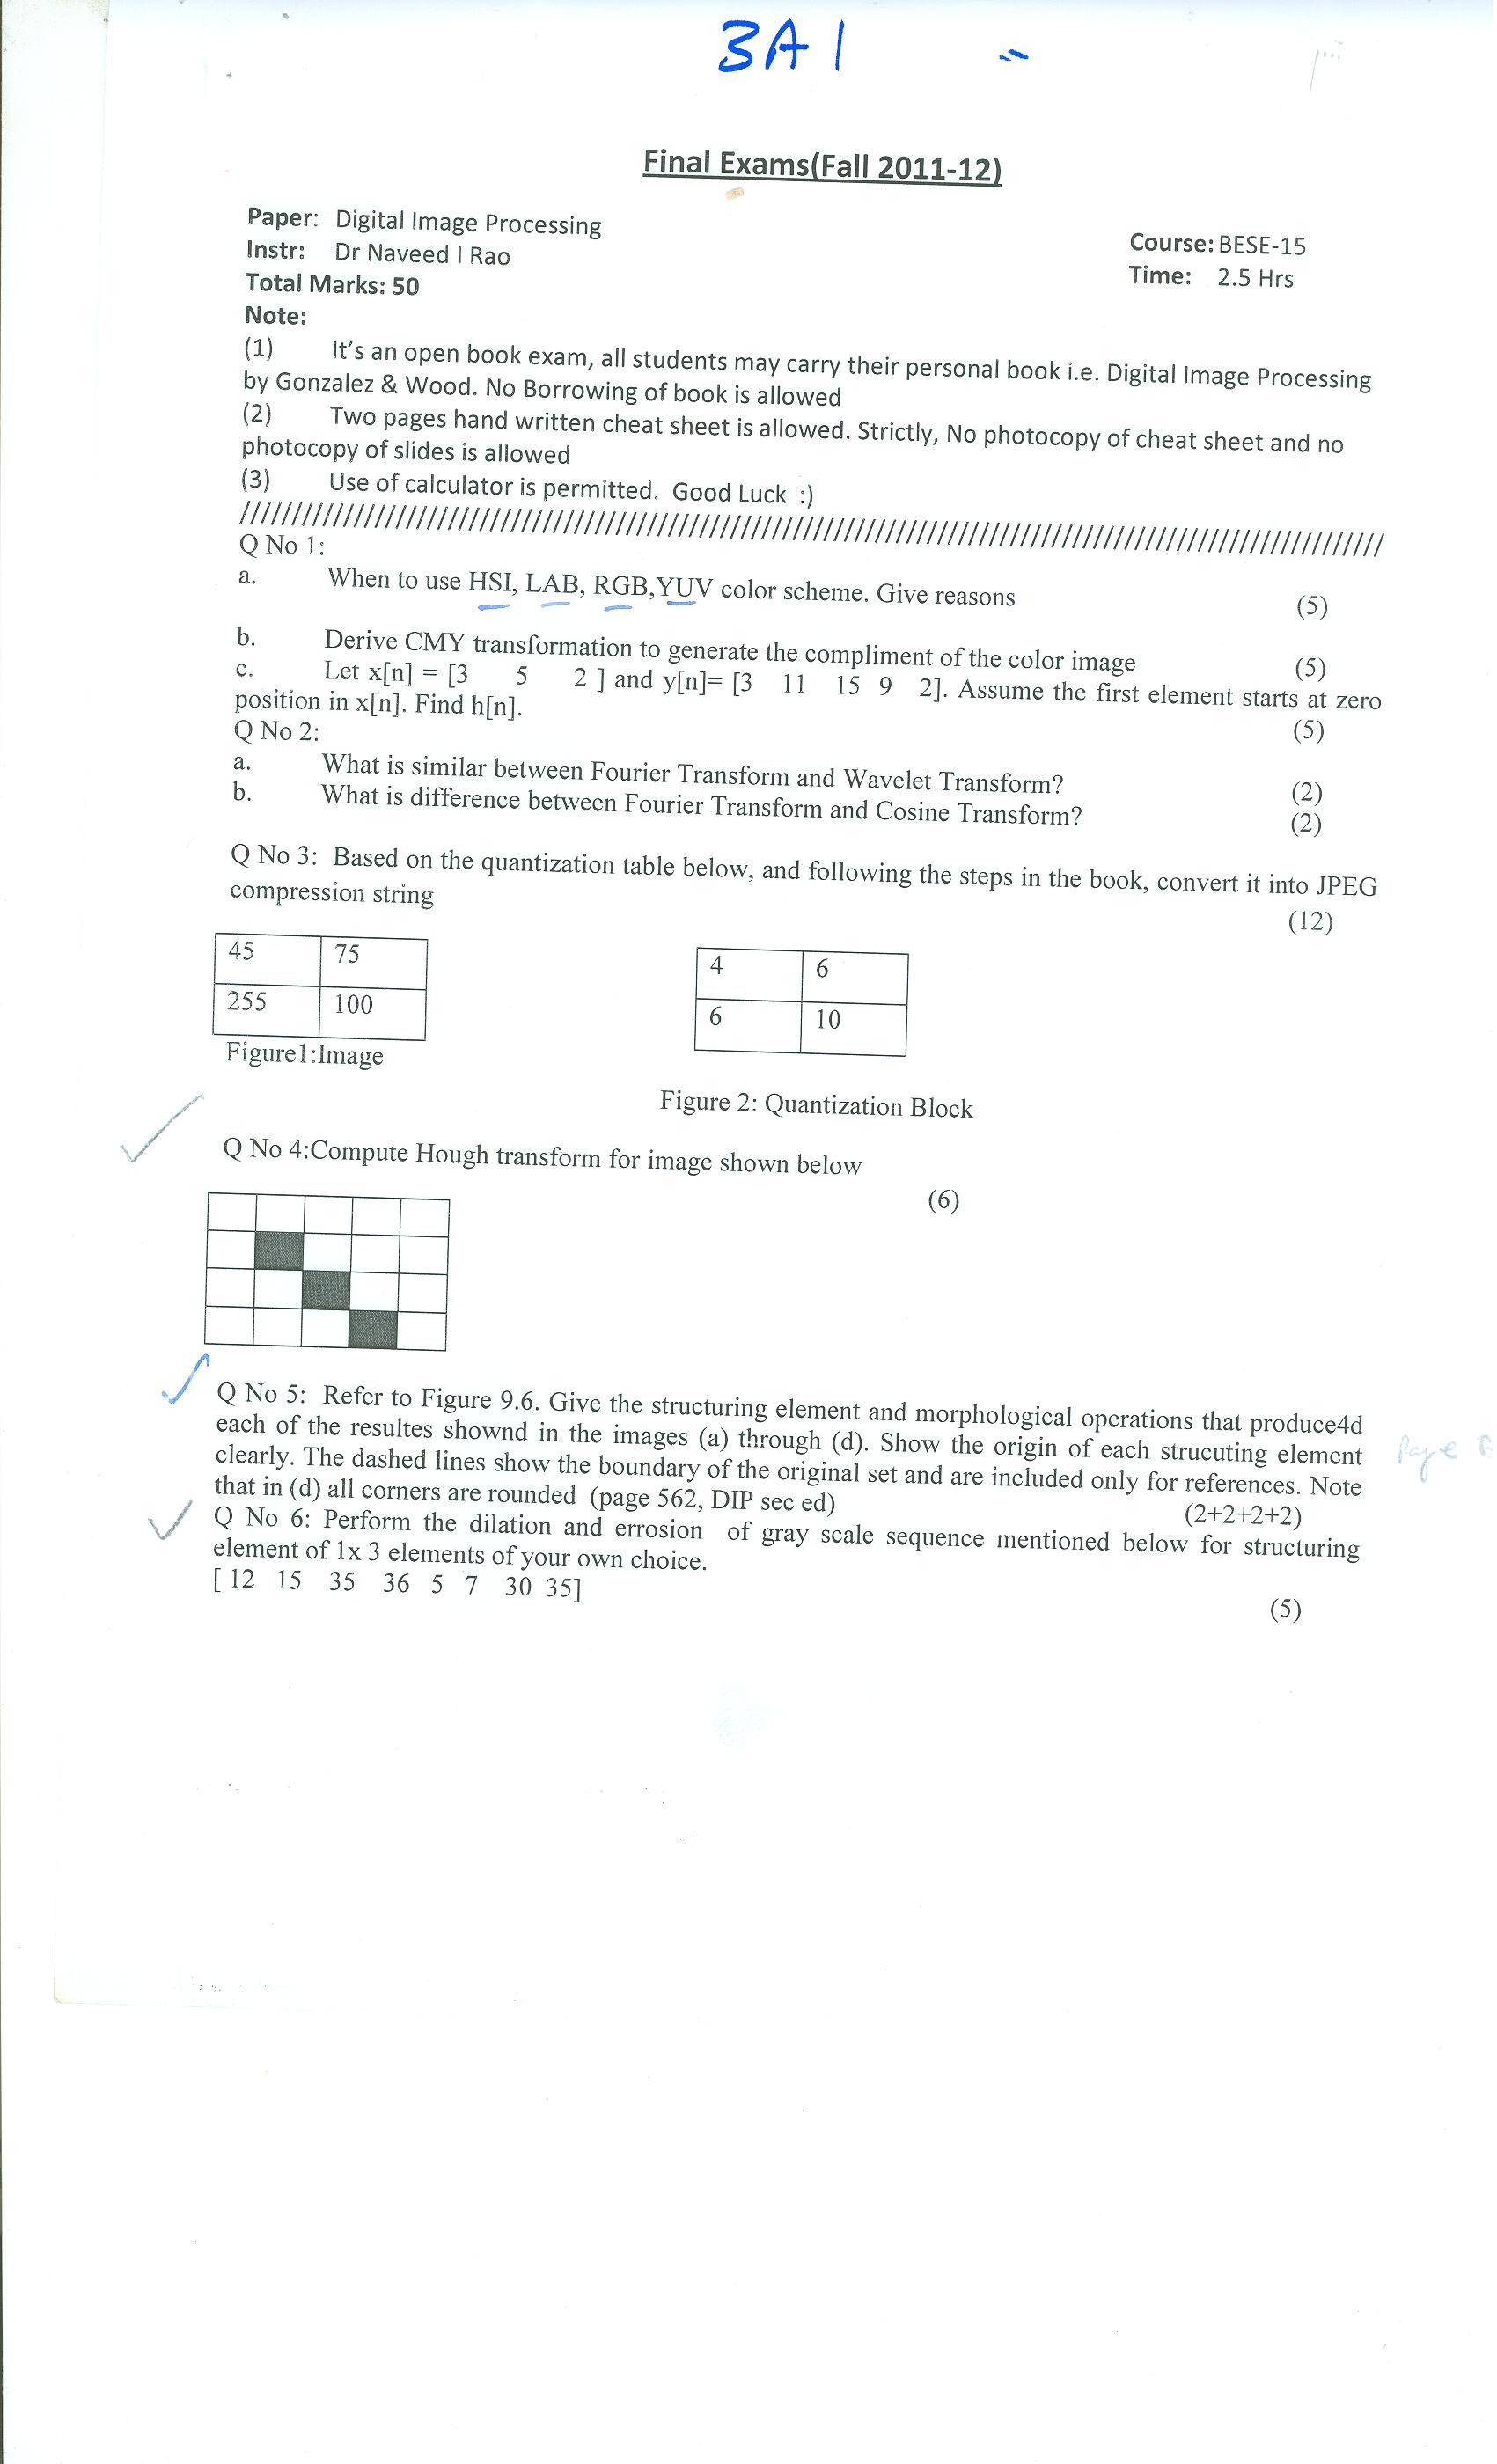 3A1
Final Exams(Fall 2011-12)
Paper: Digital Image Processing
Instr: Dr Naveed I Rao
Course: BESE-15
Total Marks: 50
Time: 2.5 Hrs
Note:
(1) It's an open book exam, all students may carry their personal book i.e. Digital Image Processing
by Gonzalez & Wood. No Borrowing of book is allowed
(2) Two pages hand written cheat sheet is allowed. Strictly, No photocopy of cheat sheet and no
photocopy of slides is allowed
(3) Use of calculator is permitted. Good Luck :)
Q No 1:
a. When to use HSI, LAB, RGB,YUV color scheme. Give reasons (5)
b. Derive CMY transformation to generate the compliment of the color image (5)
c. Let x[n] = [3 5 2 ] and y[n]= [3 11 15 9 2]. Assume the first element starts at zero
position in x[n]. Find h[n]. (5)
Q No 2:
a. What is similar between Fourier Transform and Wavelet Transform? (2)
b. What is difference between Fourier Transform and Cosine Transform? (2)
Q No 3: Based on the quantization table below, and following the steps in the book, convert it into JPEG
compression string (12)
45 75
255 100
Figure1:Image
4 6
6 10
Figure 2: Quantization Block
Q No 4:Compute Hough transform for image shown below
(6)
Q No 5: Refer to Figure 9.6. Give the structuring element and morphological operations that produce4d
each of the resultes shownd in the images (a) through (d). Show the origin of each strucuting element
clearly. The dashed lines show the boundary of the original set and are included only for references. Note
that in (d) all corners are rounded (page 562, DIP sec ed) (2+2+2+2)
Page
Q No 6: Perform the dilation and errosion of gray scale sequence mentioned below for structuring
element of 1x 3 elements of your own choice.
[ 12 15 35 36 5 7 30 35]
(5)